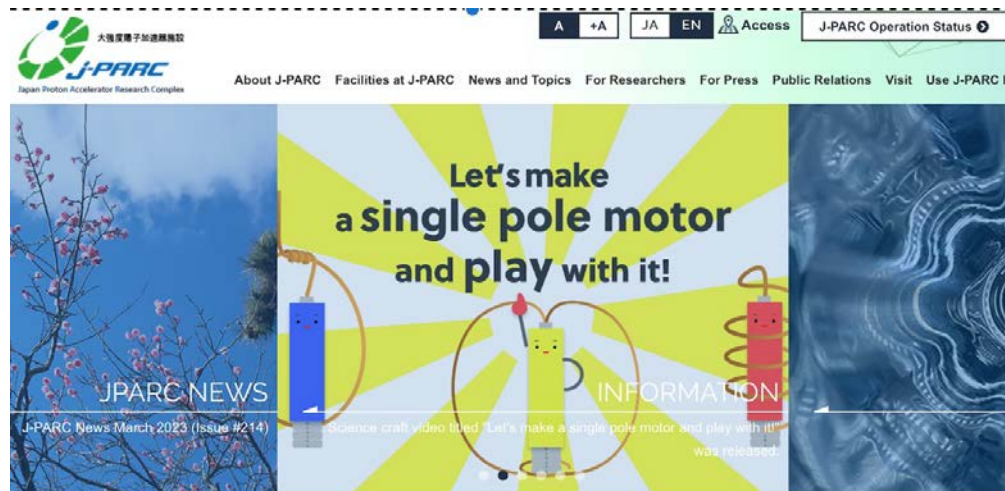 大強度陽子加速器施設
J-PARC
Japan Proton Accelerator Research Complex
A +A JA EN Access J-PARC Operation Status
About J-PARC Facilities at J-PARC News and Topics For Researchers For Press Public Relations Visit Use J-PARC
Let's make
a single pole motor
and play with it!
JPARC NEWS
J-PARC News March-2023 (Issue #214)
INFORMATION
Science craft video titled "Let's make a single pole motor and play with it!"
was released.